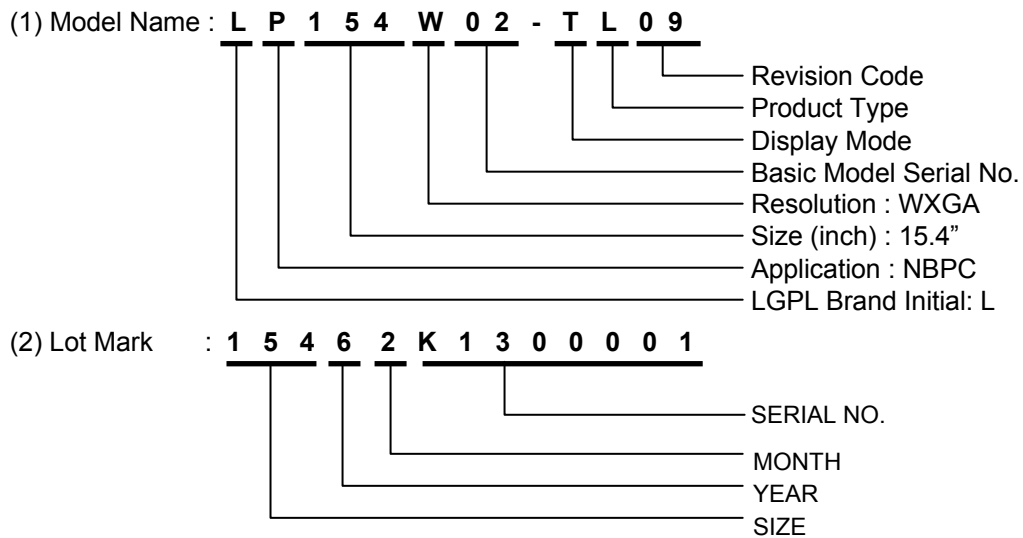 (1) Model Name : L P 1 5 4 W 0 2 - T L 0 9
Revision Code
Product Type
Display Mode
Basic Model Serial No.
Resolution : WXGA
Size (inch) : 15.4”
Application : NBPC
LGPL Brand Initial: L
(2) Lot Mark : 1 5 4 6 2 K 1 3 0 0 0 0 1
SERIAL NO.
MONTH
YEAR
SIZE